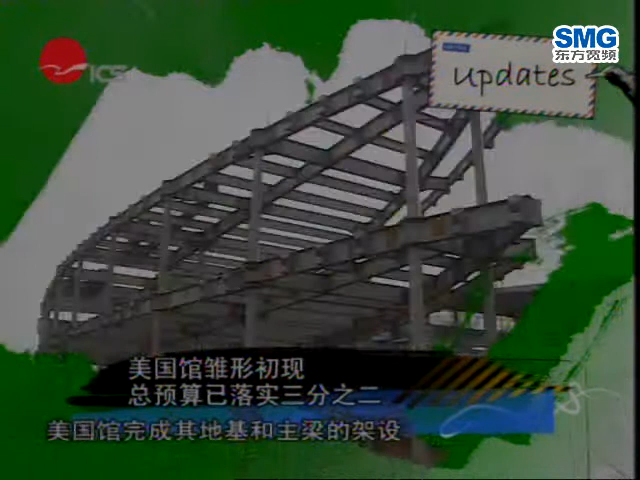 SMG
东方宽频
ICS
updates
美国馆雏形初现
总预算已落实三分之二
美国馆完成其地基和主梁的架设